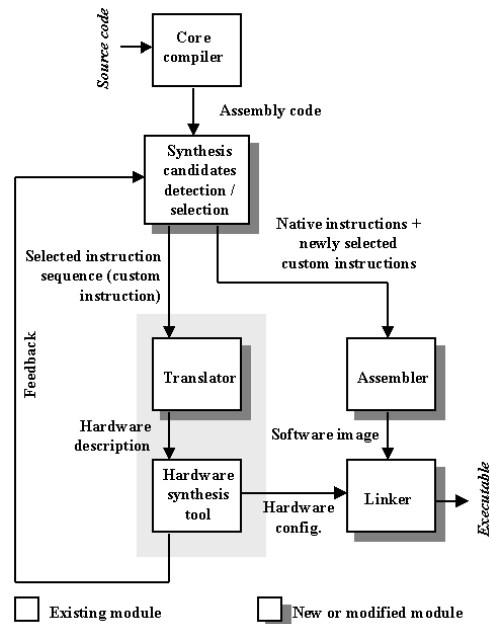 Source code
Core
compiler
Assembly code
Synthesis
candidates
detection /
selection
Native instructions +
newly selected
custom instructions
Selected instruction
sequence (custom
instruction)
Feedback
Translator
Assembler
Hardware
description
Software image
Hardware
synthesis
tool
Hardware
config.
Linker
Executable
Existing module
New or modified module